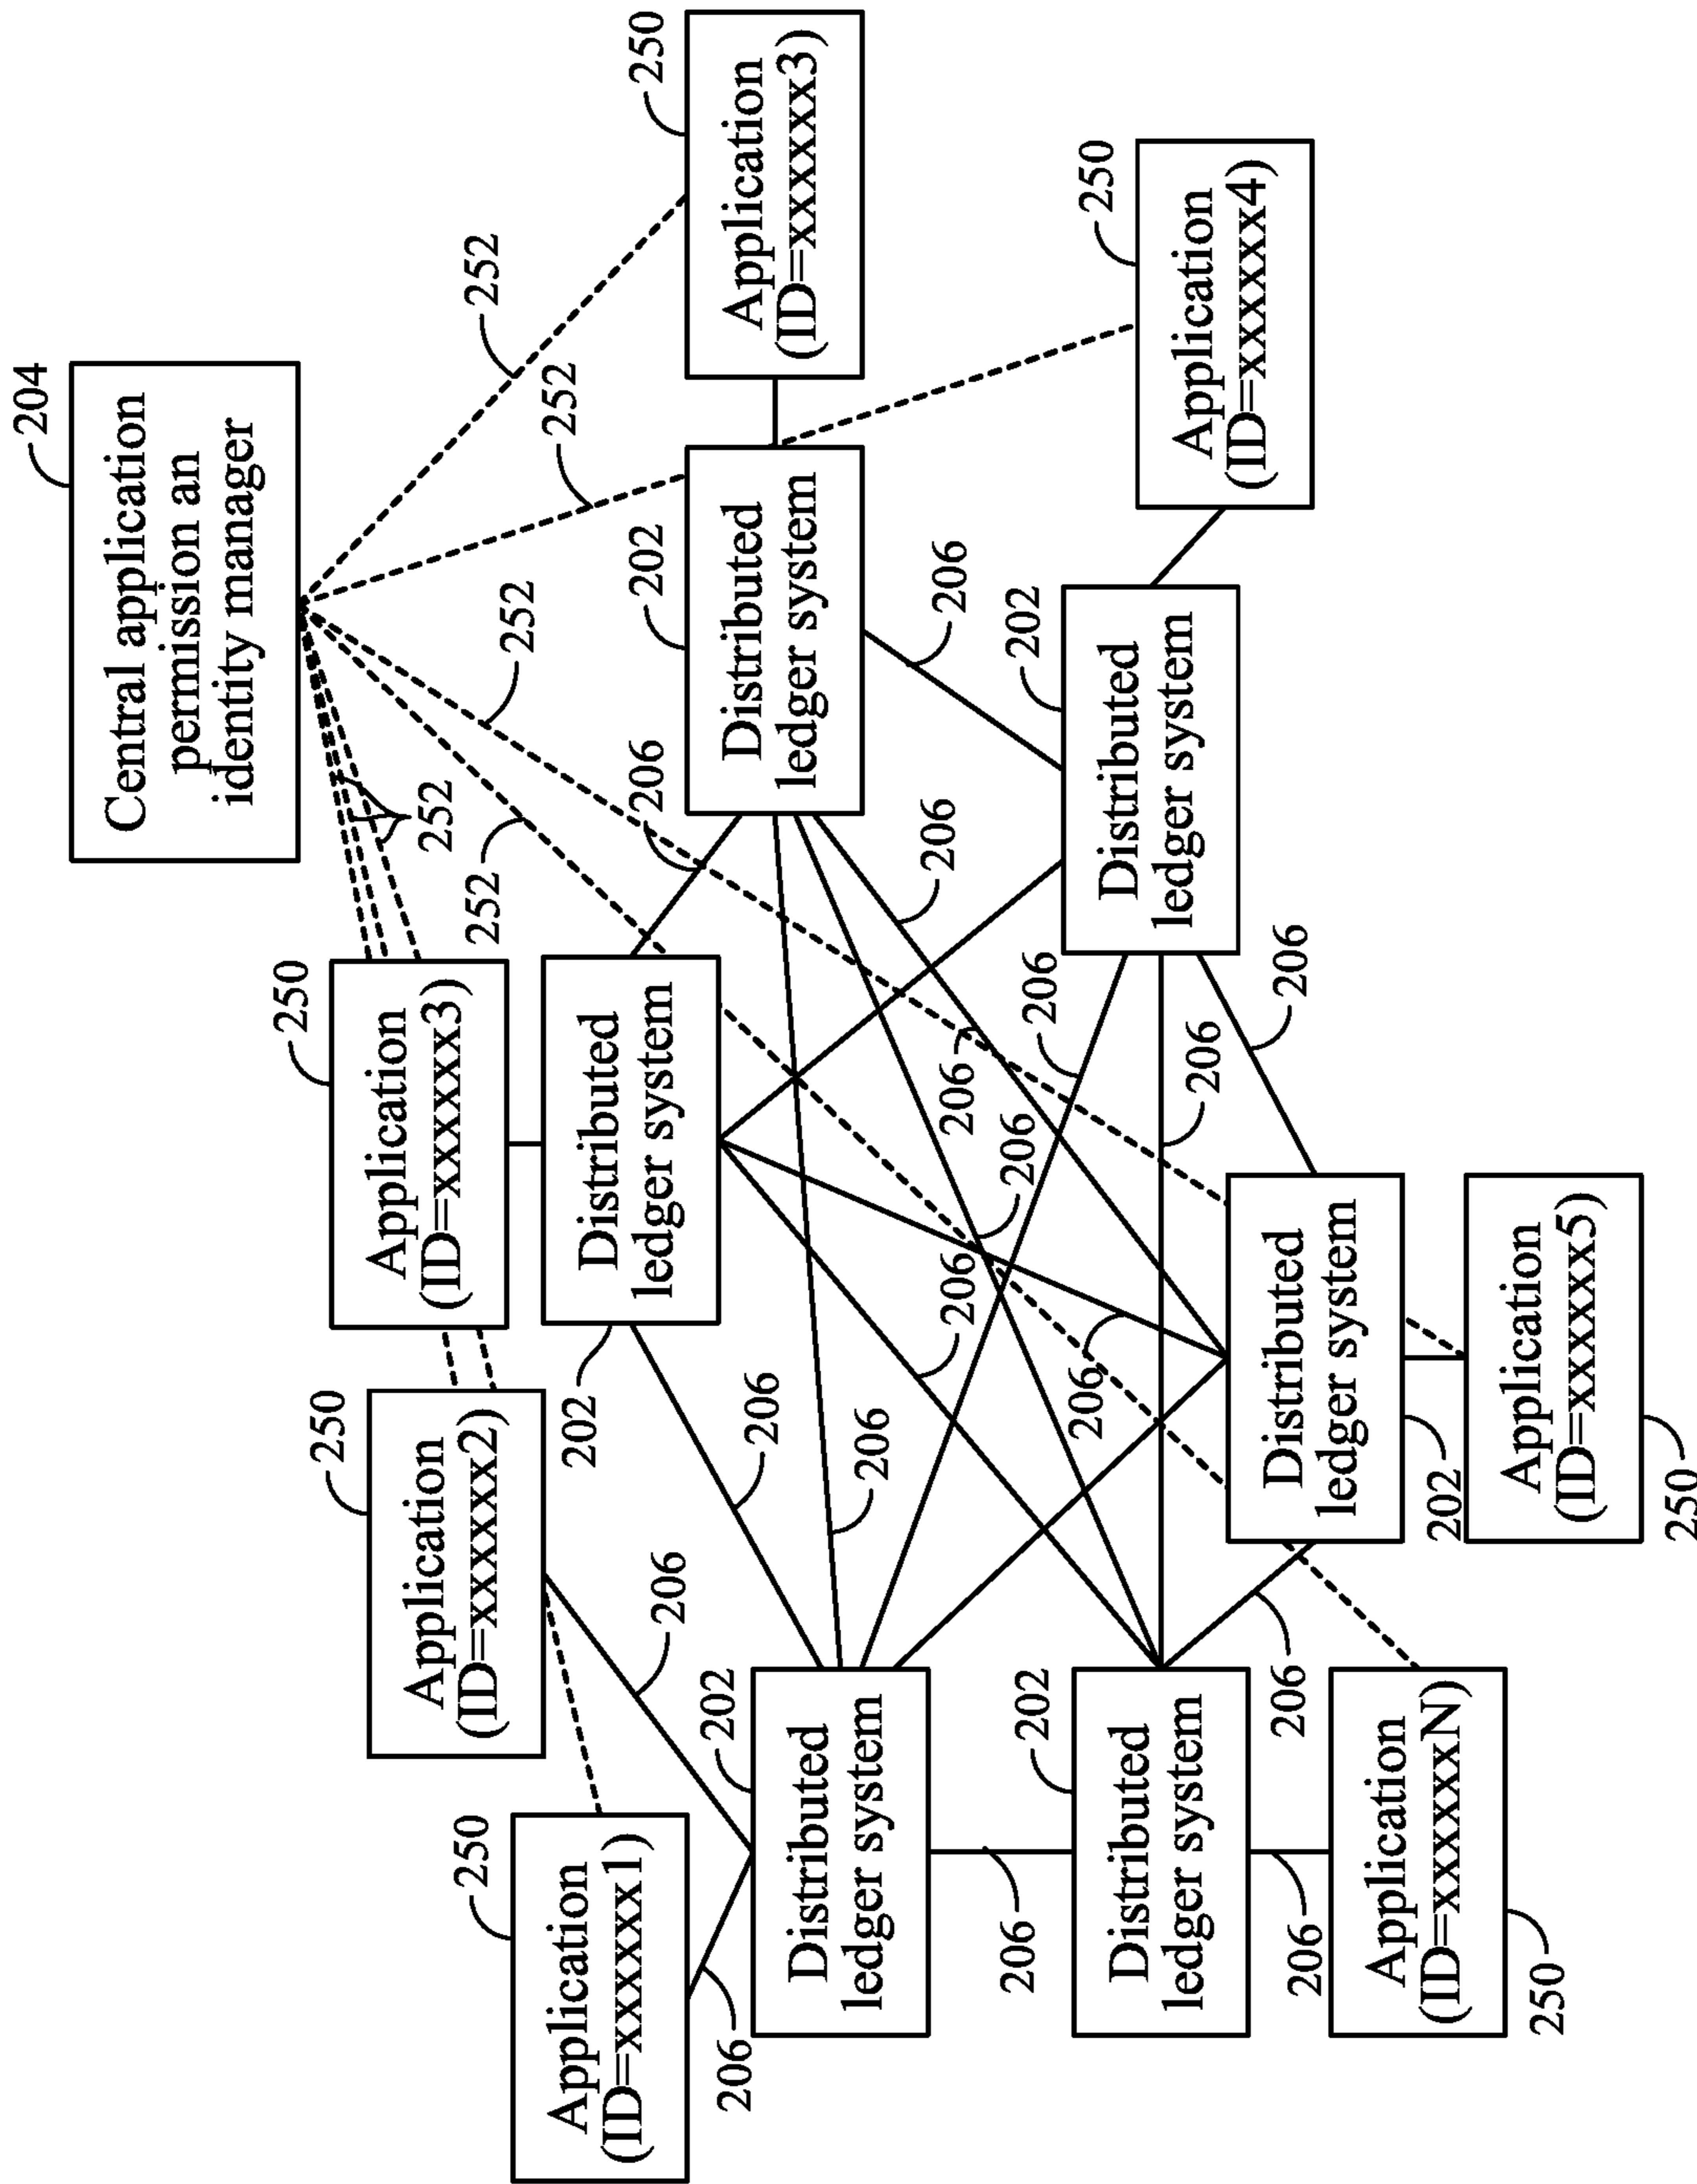 204
Central application
permission an
identity manager
250
Application
(ID=xxxxxx3)
250
Application
(ID=xxxxxx2)
252
250
Application
(ID=xxxxxx1)
252
252
252
252
202
Distributed
ledger system
206
206
206
250
Application
(ID=xxxxxx3)
202
Distributed
ledger system
206
202
Distributed
ledger system
206
206
206
206
206
206
206
206
206
206
202
Distributed
ledger system
250
Application
(ID=xxxxxx4)
206
202
Distributed
ledger system
206
206
Distributed
ledger system
202
206
206
Application
(ID=xxxxxxN)
250
Application
(ID=xxxxxx5)
250